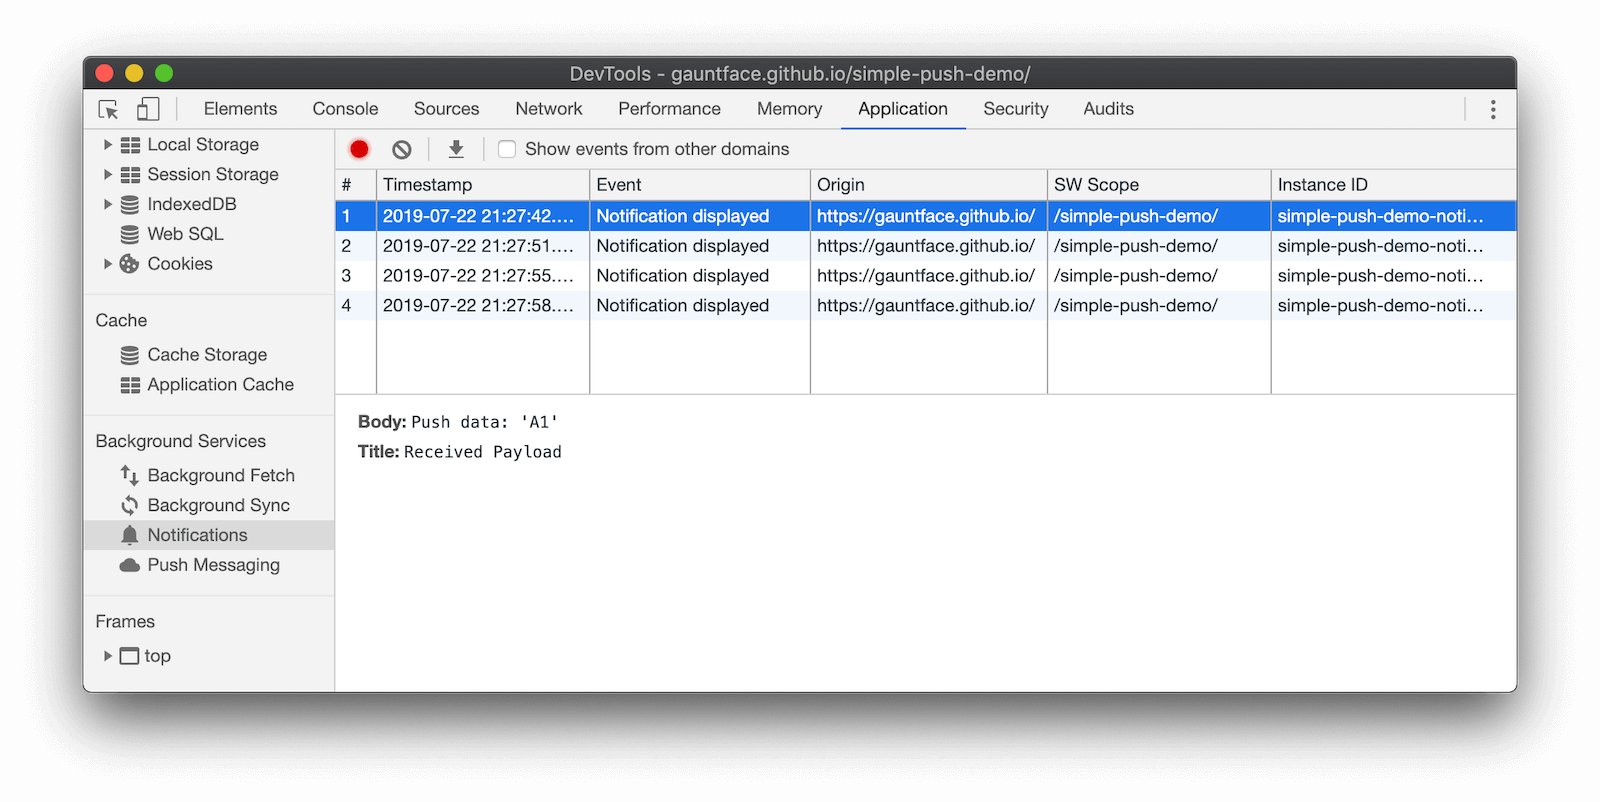 DevTools - gauntface.github.io/simple-push-demo/
Elements Console Sources Network Performance Memory Application Security Audits
Local Storage
Session Storage
IndexedDB
Web SQL
Cookies
Cache
Cache Storage
Application Cache
Background Services
Background Fetch
Background Sync
Notifications
Push Messaging
Frames
top
Show events from other domains
# Timestamp Event Origin SW Scope Instance ID
1 2019-07-22 21:27:42.… Notification displayed https://gauntface.github.io/ /simple-push-demo/ simple-push-demo-noti…
2 2019-07-22 21:27:51.… Notification displayed https://gauntface.github.io/ /simple-push-demo/ simple-push-demo-noti…
3 2019-07-22 21:27:55.… Notification displayed https://gauntface.github.io/ /simple-push-demo/ simple-push-demo-noti…
4 2019-07-22 21:27:58.… Notification displayed https://gauntface.github.io/ /simple-push-demo/ simple-push-demo-noti…
Body: Push data: 'A1'
Title: Received Payload